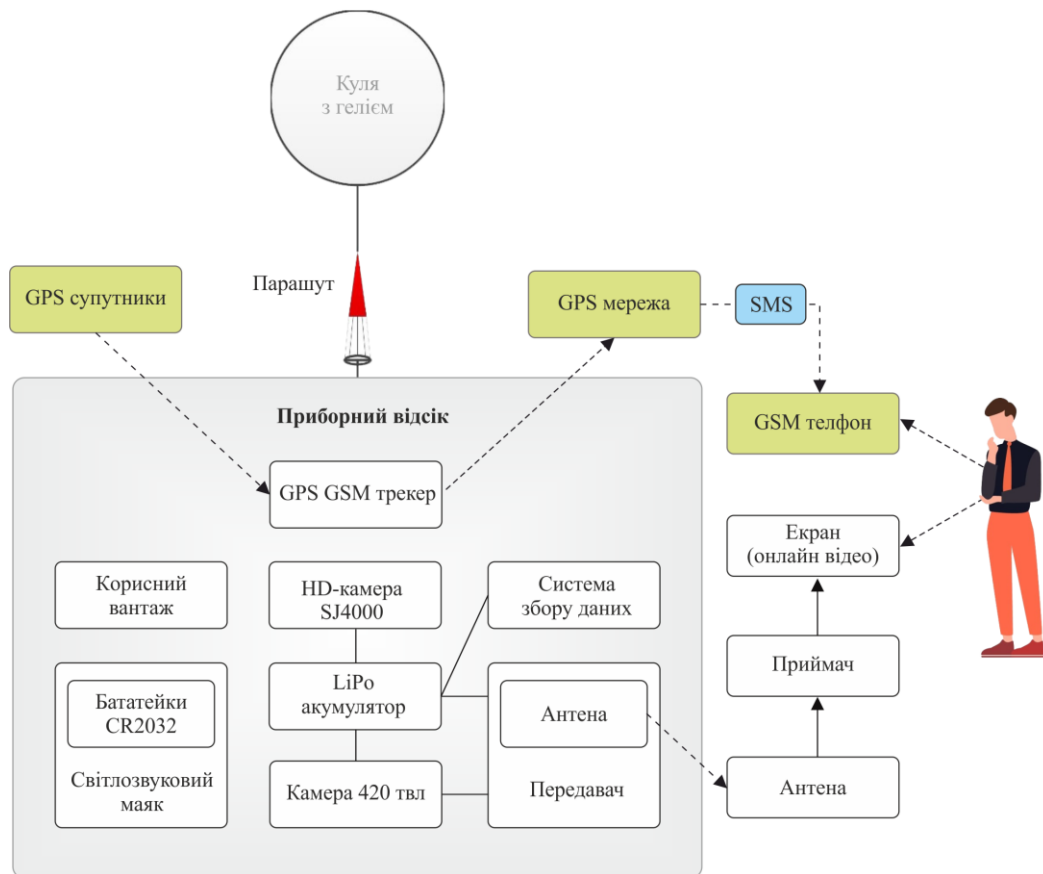 Куля
з гелієм
Парашут
GPS супутники
GPS мережа
SMS
Приборний відсік
GSM телфон
GPS GSM трекер
Екран
(онлайн відео)
Корисний
вантаж
HD-камера
SJ4000
Система
збору даних
Приймач
Бататейки
CR2032
LiPo
акумулятор
Антена
Світлозвуковий
маяк
Камера 420 твл
Передавач
Антена